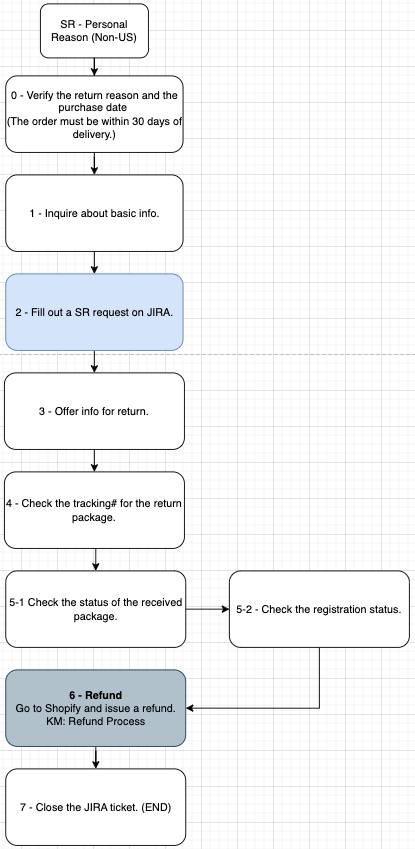 SR - Personal
Reason (Non-US)
0 - Verify the return reason and the
purchase date
(The order must be within 30 days of
delivery.)
1 - Inquire about basic info.
2 - Fill out a SR request on JIRA.
3 - Offer info for return.
4 - Check the tracking# for the return
package.
5-1 Check the status of the received
package.
5-2 - Check the registration status.
6 - Refund
Go to Shopify and issue a refund.
KM: Refund Process
7 - Close the JIRA ticket. (END)